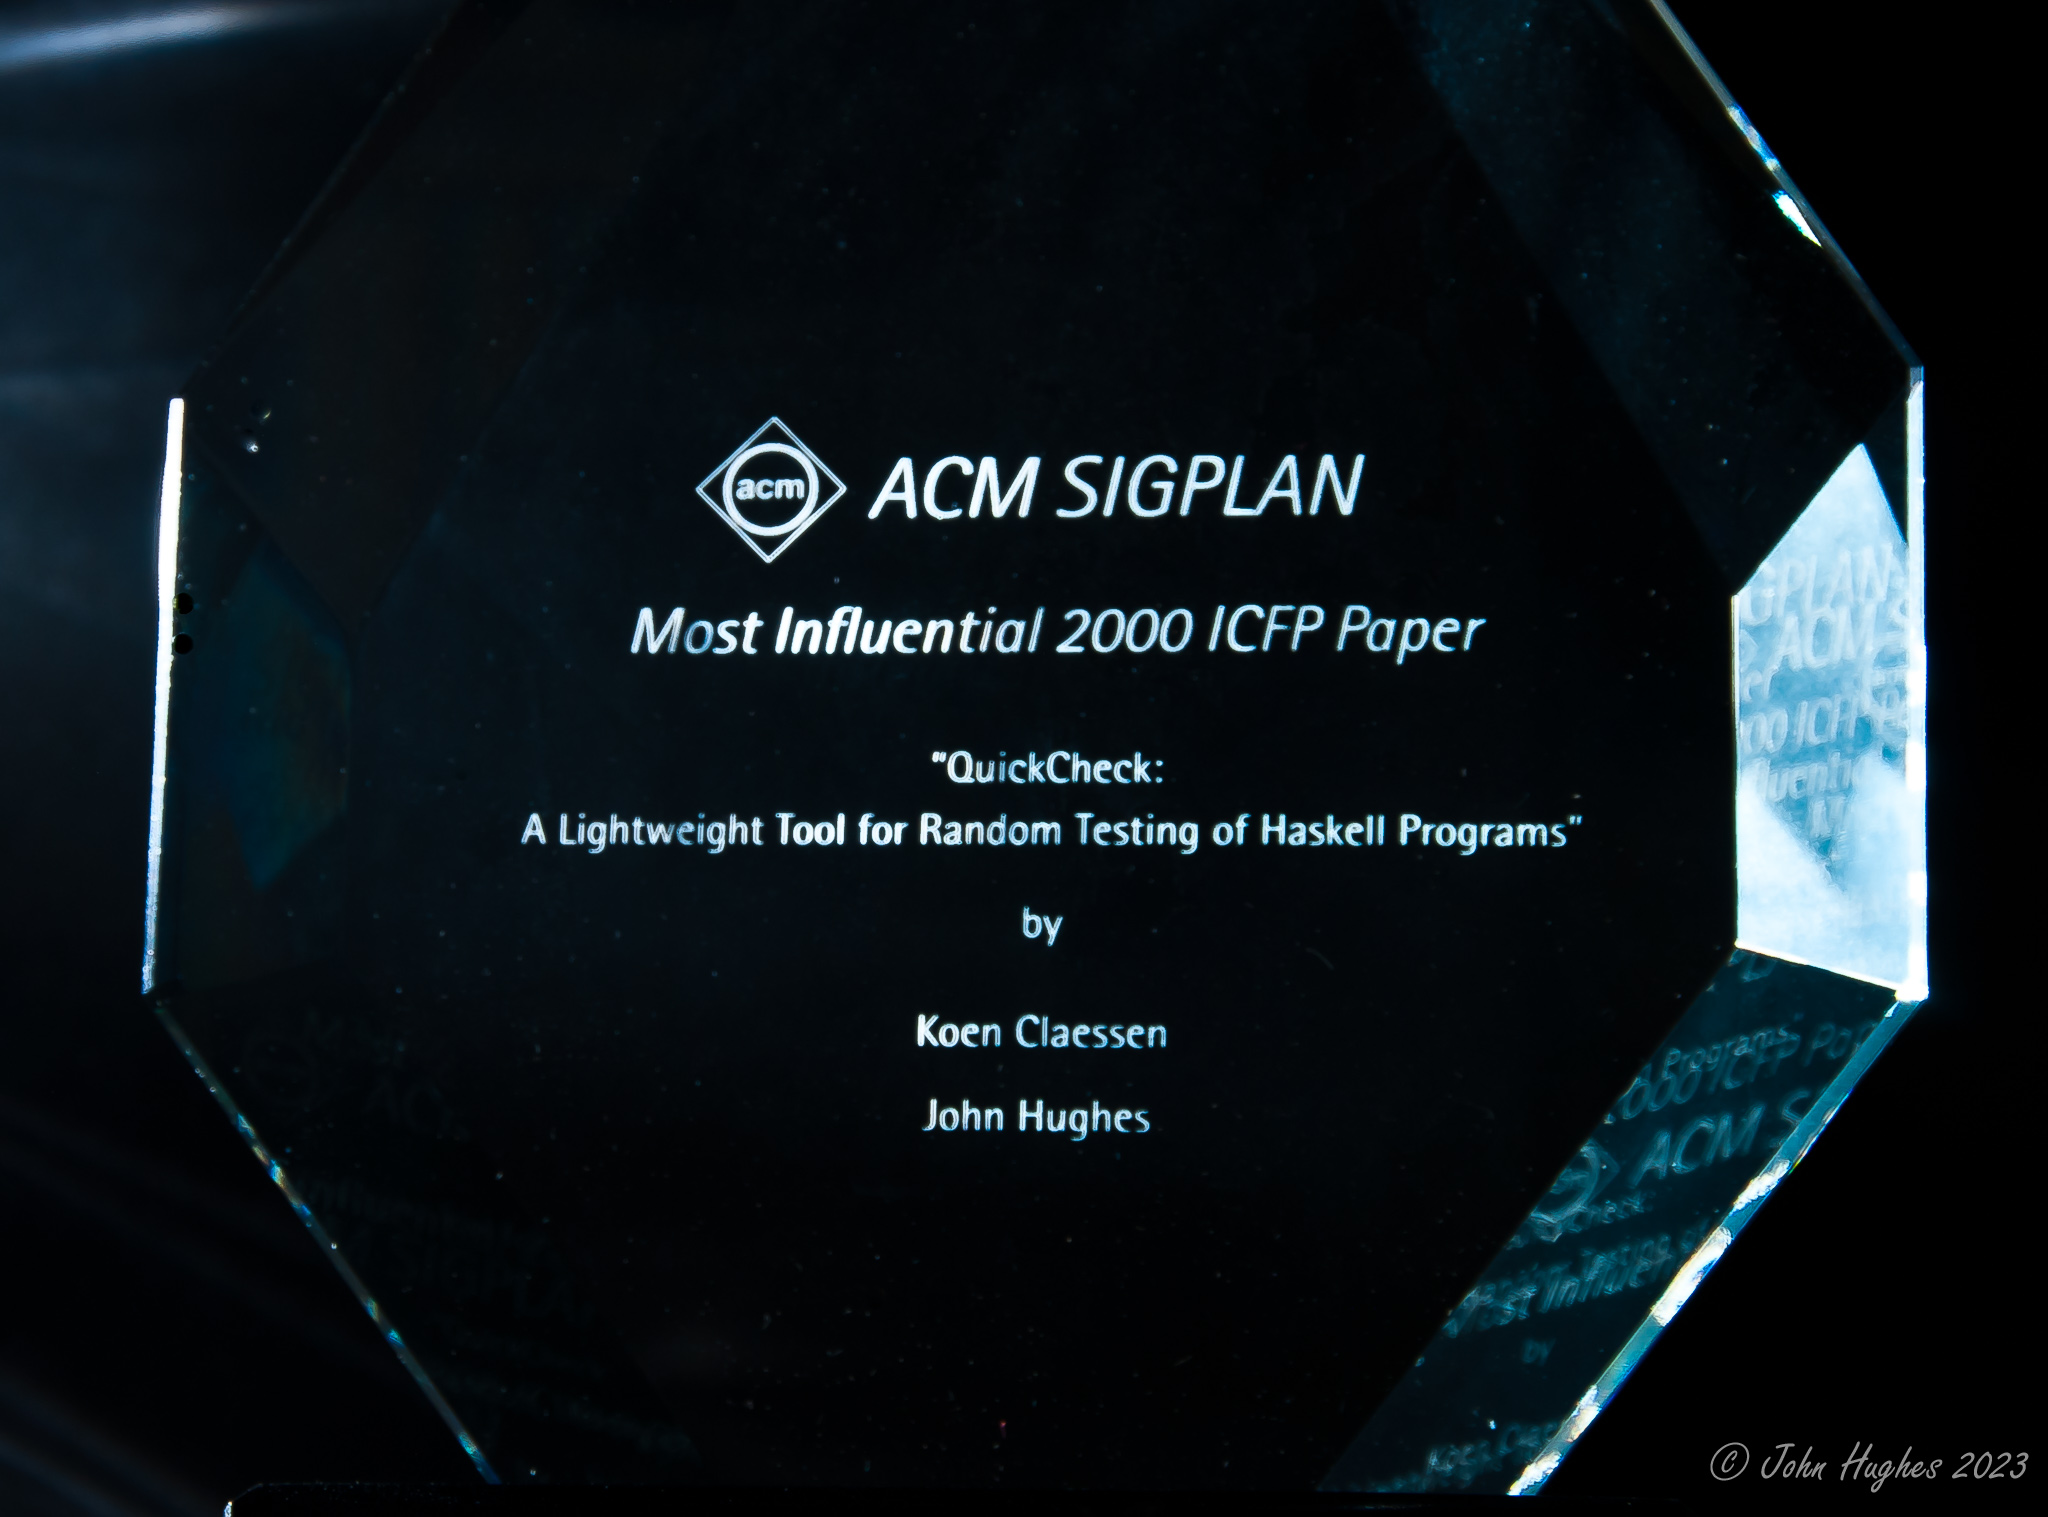 acm ACM SIGPLAN
Most Influential 2000 ICFP Paper
"QuickCheck:
A Lightweight Tool for Random Testing of Haskell Programs"
by
Koen Claessen
John Hughes
© John Hughes 2023